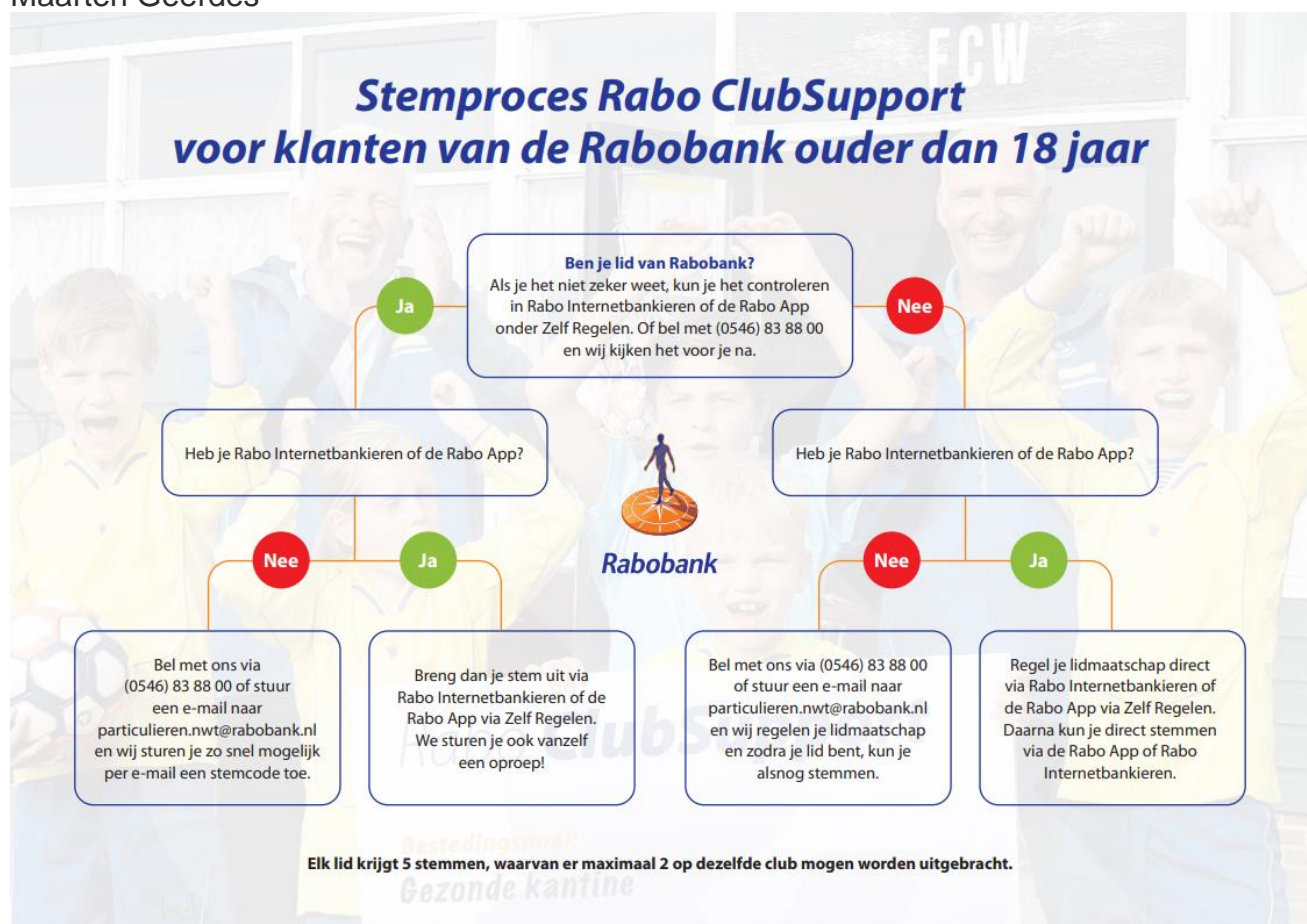 Maarten Geerdes
FCW
Stemproces Rabo ClubSupport
voor klanten van de Rabobank ouder dan 18 jaar
Ben je lid van Rabobank?
Als je het niet zeker weet, kun je het controleren
in Rabo Internetbankieren of de Rabo App
onder Zelf Regelen. Of bel met (0546) 83 88 00
en wij kijken het voor je na.
Ja
Nee
Heb je Rabo Internetbankieren of de Rabo App?
Heb je Rabo Internetbankieren of de Rabo App?
Nee
Ja
Rabobank
Nee
Ja
Bel met ons via
(0546) 83 88 00 of stuur
een e-mail naar
particulieren.nwt@rabobank.nl
en wij sturen je zo snel mogelijk
per e-mail een stemcode toe.
Breng dan je stem uit via
Rabo Internetbankieren of de
Rabo App via Zelf Regelen.
We sturen je ook vanzelf
een oproep!
Bel met ons via (0546) 83 88 00
of stuur een e-mail naar
particulieren.nwt@rabobank.nl
en wij regelen je lidmaatschap
en zodra je lid bent, kun je
alsnog stemmen.
Regel je lidmaatschap direct
via Rabo Internetbankieren of
de Rabo App via Zelf Regelen.
Daarna kun je direct stemmen
via de Rabo App of Rabo
Internetbankieren.
Rabo ClubSupport
Bestedingsdoel:
Elk lid krijgt 5 stemmen, waarvan er maximaal 2 op dezelfde club mogen worden uitgebracht.
Gezonde kantine